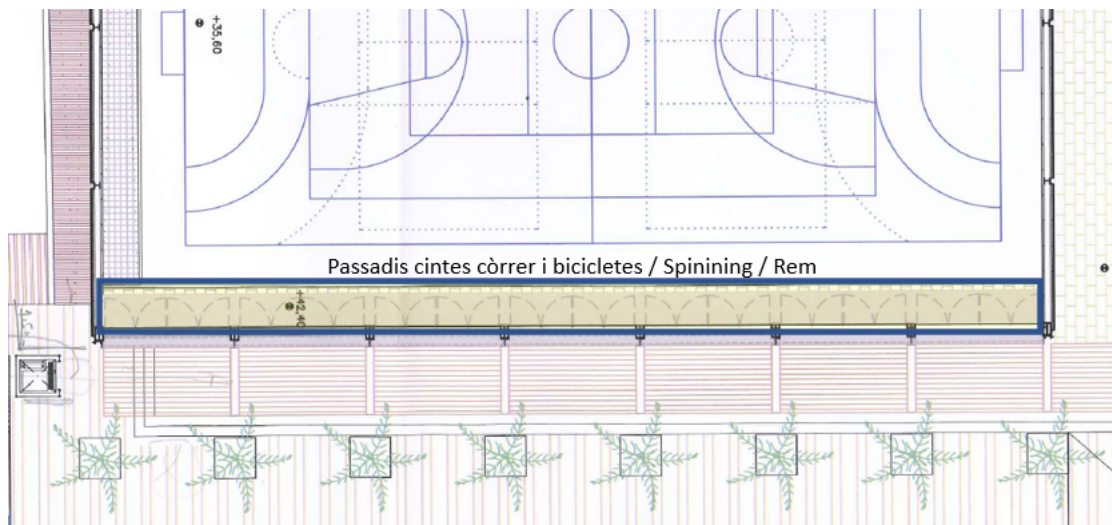 +35,60
Passadis cintes còrrer i bicicletes / Spinining / Rem
+42,40